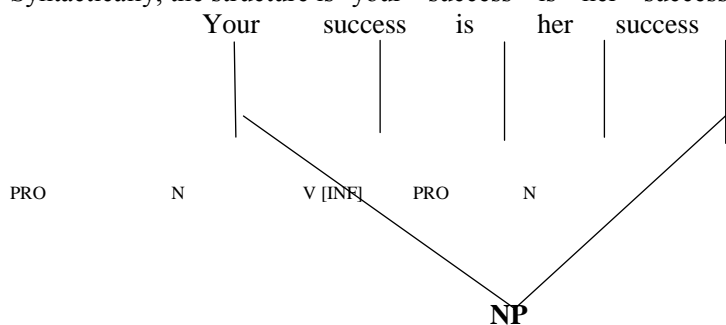 Syntactically, the structure is your success is her success
Your success is her success
PRO N V [INF] PRO N
NP